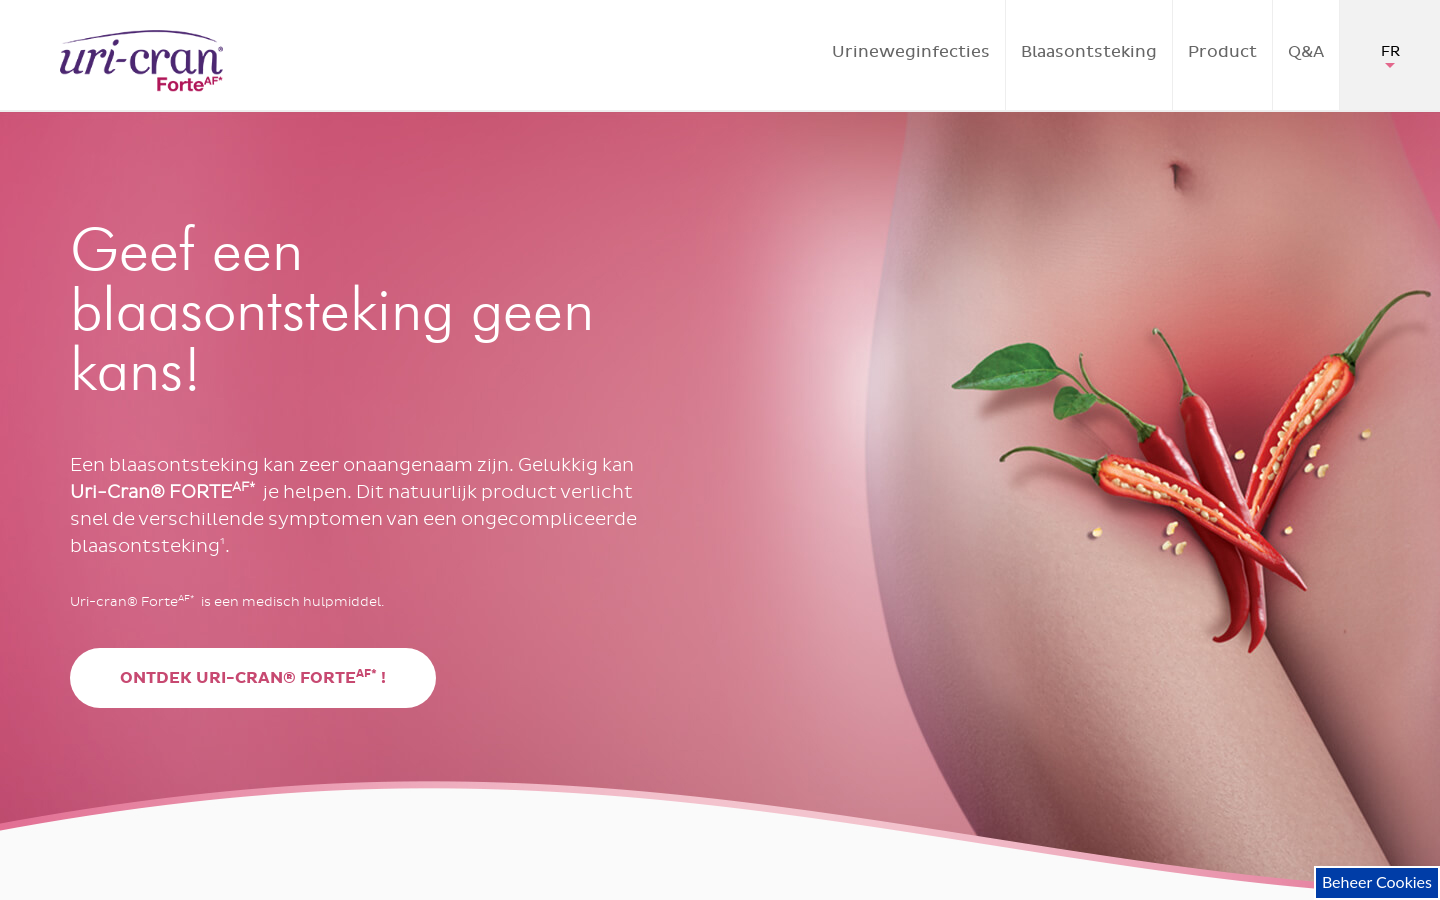 uri-cran®
Forte AF*
Urineweginfecties
Blaasontsteking
Product
Q&A
FR
Geef een
blaasontsteking geen
kans!
Een blaasontsteking kan zeer onaangenaam zijn. Gelukkig kan
Uri-Cran® FORTE AF* je helpen. Dit natuurlijk product verlicht
snel de verschillende symptomen van een ongecompliceerde
blaasontsteking¹.
Uri-cran® Forte AF* is een medisch hulpmiddel.
ONTDEK URI-CRAN® FORTE AF* !
Beheer Cookies